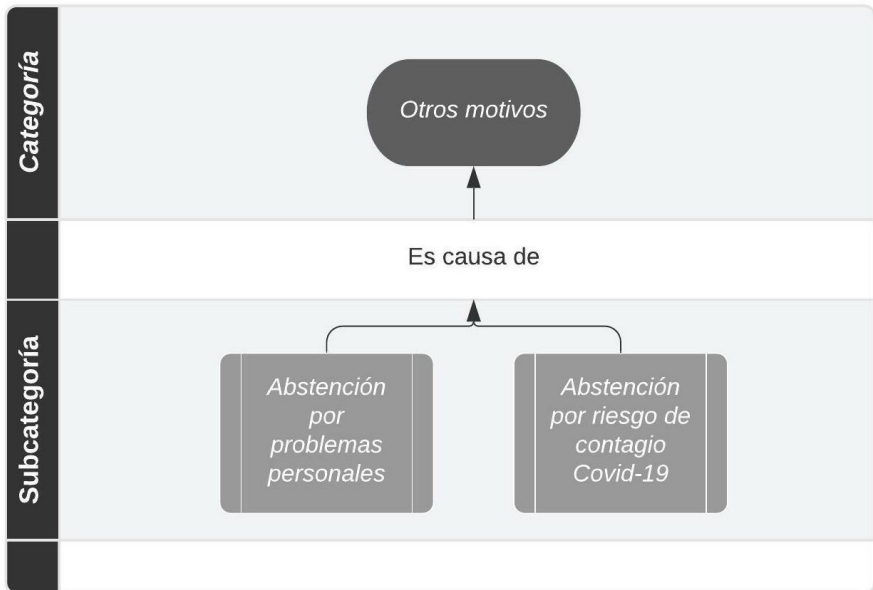 Categoría
Otros motivos
Es causa de
Subcategoría
Abstención
por
problemas
personales
Abstención
por riesgo de
contagio
Covid-19